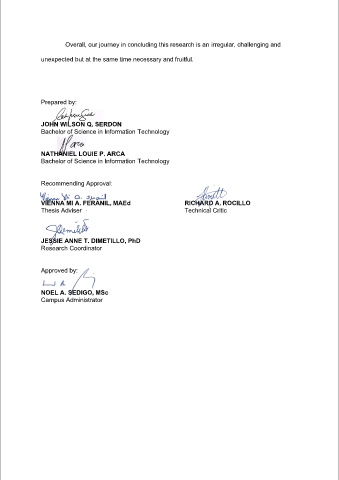 Overall, our journey in concluding this research is an irregular, challenging and
unexpected but at the same time necessary and fruitful.
Prepared by:
JOHN WILSON Q. SERDON
Bachelor of Science in Information Technology
NATHANIEL LOUIE P. ARCA
Bachelor of Science in Information Technology
Recommending Approval:
VIENNA MI A. FERANIL, MAEd
Thesis Adviser
RICHARD A. ROCILLO
Technical Critic
JESSIE ANNE T. DIMETILLO, PhD
Research Coordinator
Approved by:
NOEL A. SEDIGO, MSc
Campus Administrator